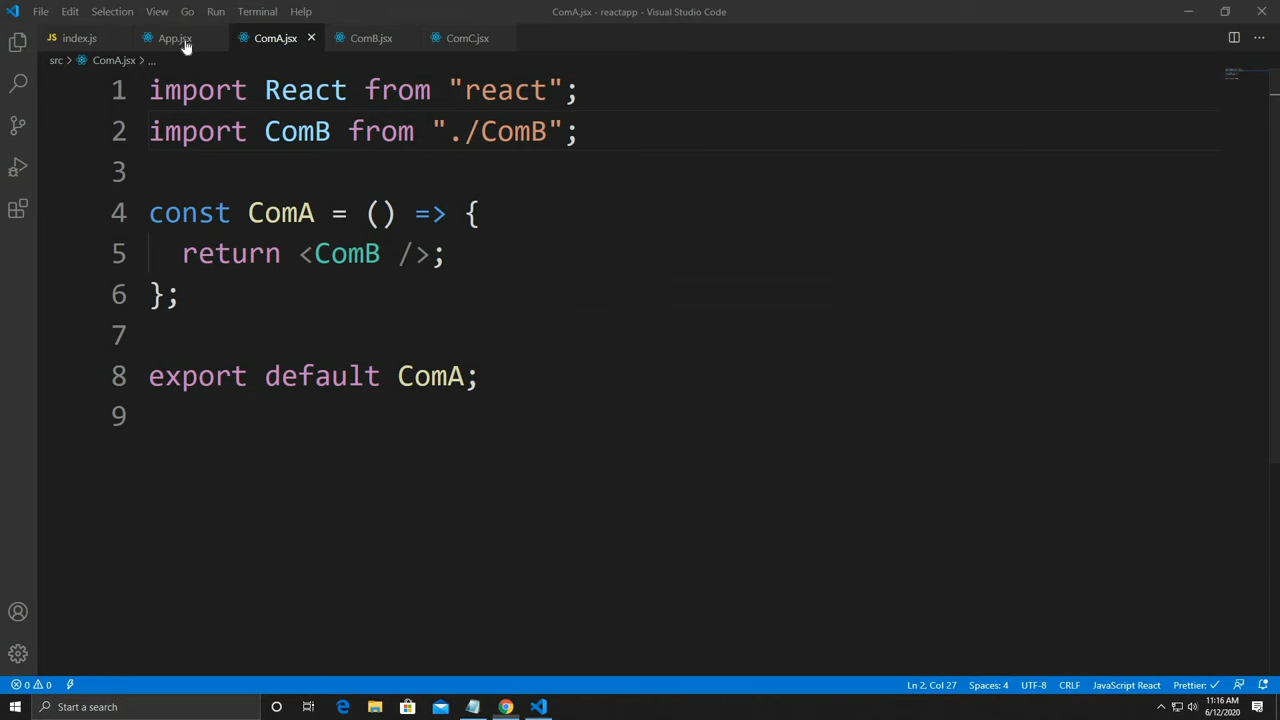 File Edit Selection View Go Run Terminal Help ComA.jsx - reactapp - Visual Studio Code
JS index.js App.jsx ComA.jsx ComB.jsx ComC.jsx
src > ComA.jsx > ...
1 import React from "react";
2 import ComB from "./ComB";
3
4 const ComA = () => {
5 return <ComB />;
6 };
7
8 export default ComA;
9
0 0 Ln 2, Col 27 Spaces: 4 UTF-8 CRLF JavaScript React Prettier: ✓
Start a search 11:16 AM
6/12/2020